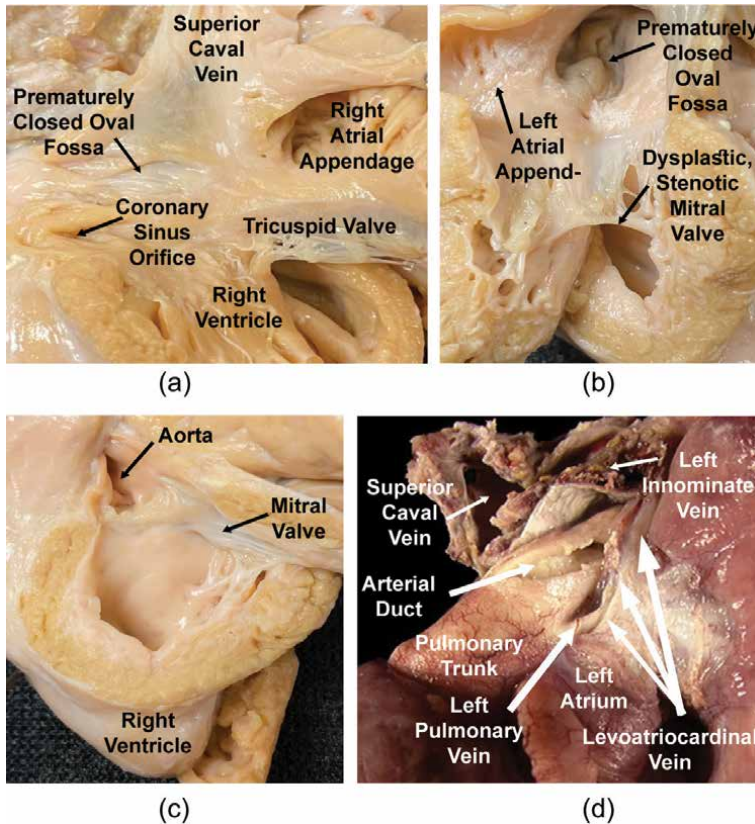 Superior
Caval
Vein
Prematurely
Closed Oval
Fossa
Right
Atrial
Appendage
Coronary
Sinus
Orifice
Tricuspid Valve
Right
Ventricle
(a)
Prematurely
Closed
Oval
Fossa
Left
Atrial
Append-
Dysplastic,
Stenotic
Mitral
Valve
(b)
Aorta
Mitral
Valve
Right
Ventricle
(c)
Superior
Caval
Vein
Left
Innominate
Vein
Arterial
Duct
Pulmonary
Trunk
Left
Atrium
Left
Pulmonary
Vein
Levoatriocardinal
Vein
(d)